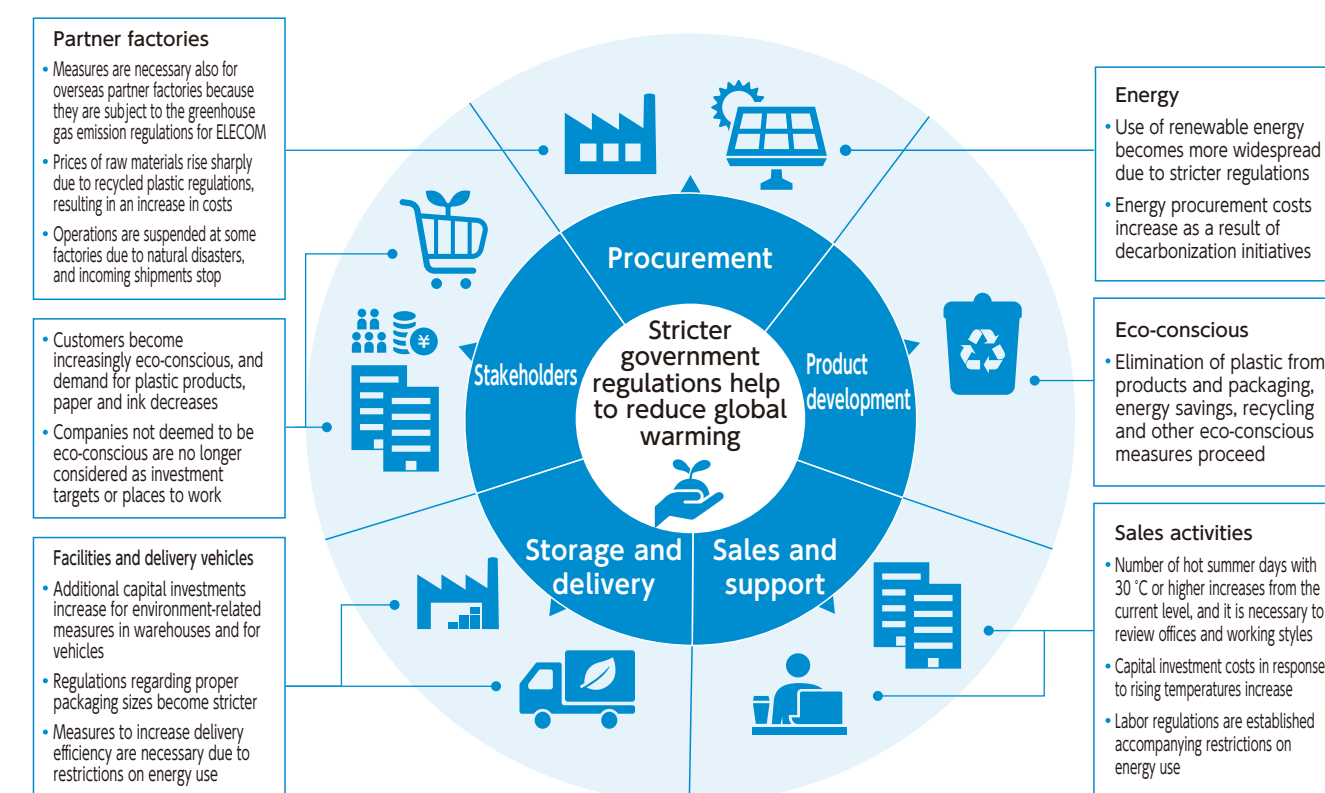 Partner factories
• Measures are necessary also for
overseas partner factories because
they are subject to the greenhouse
gas emission regulations for ELECOM
• Prices of raw materials rise sharply
due to recycled plastic regulations,
resulting in an increase in costs
• Operations are suspended at some
factories due to natural disasters,
and incoming shipments stop
• Customers become
increasingly eco-conscious, and
demand for plastic products,
paper and ink decreases
• Companies not deemed to be
eco-conscious are no longer
considered as investment
targets or places to work
Facilities and delivery vehicles
• Additional capital investments
increase for environment-related
measures in warehouses and for
vehicles
• Regulations regarding proper
packaging sizes become stricter
• Measures to increase delivery
efficiency are necessary due to
restrictions on energy use
Procurement
Stakeholders
¥
Stricter
government
regulations help
to reduce global
warming
Product
development
Storage and
delivery
Sales and
support
Energy
• Use of renewable energy
becomes more widespread
due to stricter regulations
• Energy procurement costs
increase as a result of
decarbonization initiatives
Eco-conscious
• Elimination of plastic from
products and packaging,
energy savings, recycling
and other eco-conscious
measures proceed
Sales activities
• Number of hot summer days with
30 °C or higher increases from the
current level, and it is necessary to
review offices and working styles
• Capital investment costs in response
to rising temperatures increase
• Labor regulations are established
accompanying restrictions on
energy use